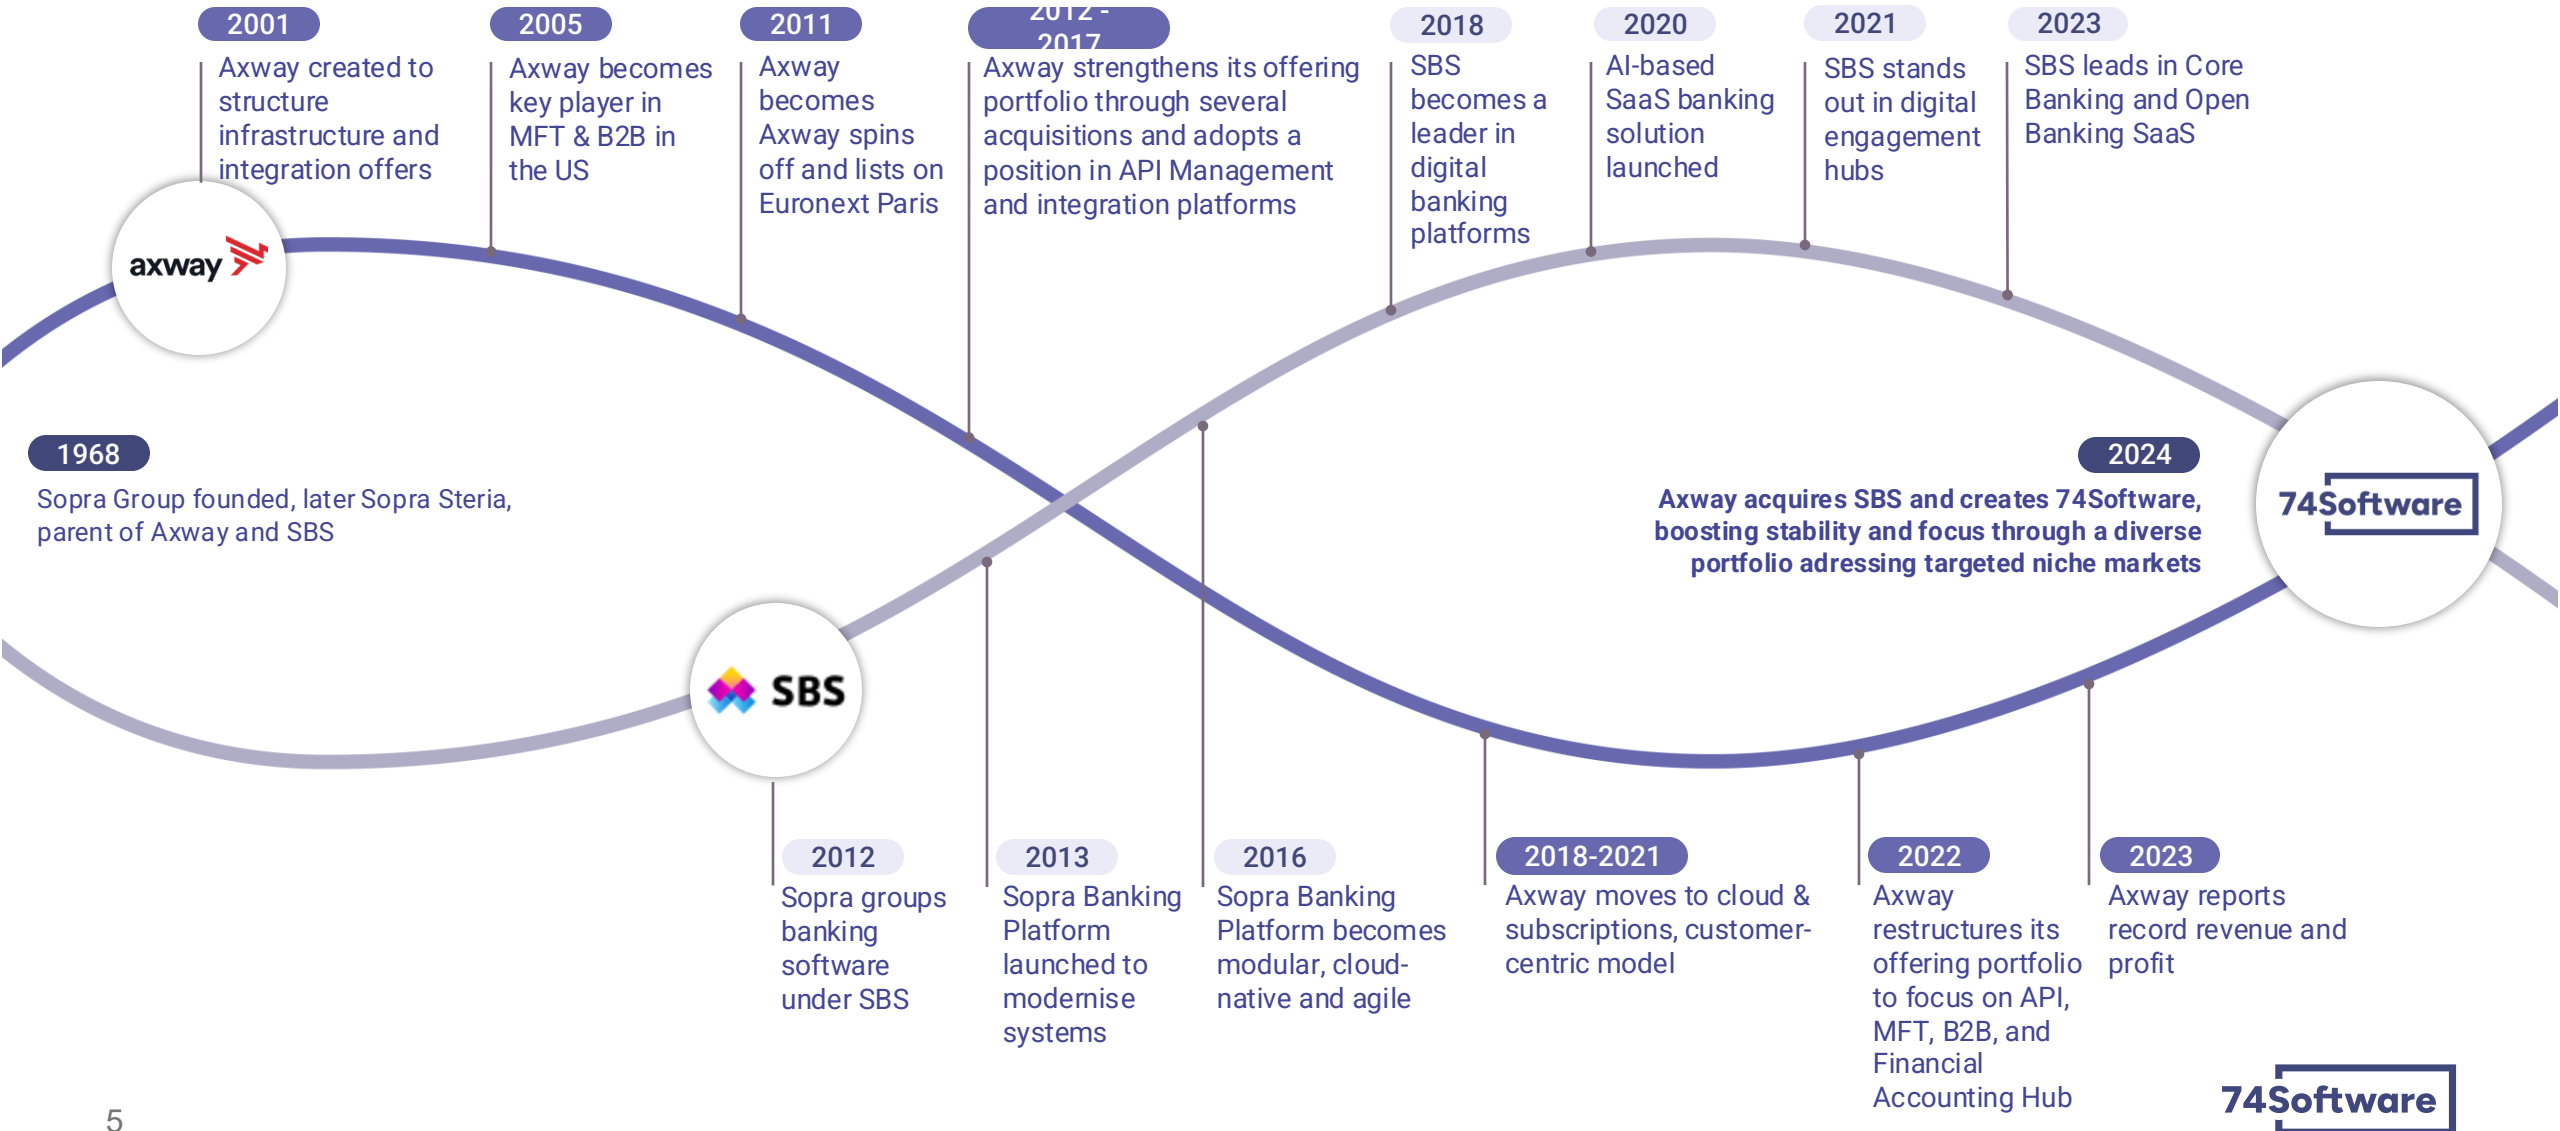 2001
Axway created to
structure
infrastructure and
integration offers
2005
Axway becomes
key player in
MFT & B2B in
the US
2011
Axway
becomes
Axway spins
off and lists on
Euronext Paris
2012 -
2017
Axway strengthens its offering
portfolio through several
acquisitions and adopts a
position in API Management
and integration platforms
2018
SBS
becomes a
leader in
digital
banking
platforms
2020
AI-based
SaaS banking
solution
launched
2021
SBS stands
out in digital
engagement
hubs
2023
SBS leads in Core
Banking and Open
Banking SaaS
axway
1968
Sopra Group founded, later Sopra Steria,
parent of Axway and SBS
2024
Axway acquires SBS and creates 74Software,
boosting stability and focus through a diverse
portfolio adressing targeted niche markets
74Software
SBS
2012
Sopra groups
banking
software
under SBS
2013
Sopra Banking
Platform
launched to
modernise
systems
2016
Sopra Banking
Platform becomes
modular, cloud-
native and agile
2018-2021
Axway moves to cloud &
subscriptions, customer-
centric model
2022
Axway
restructures its
offering portfolio
to focus on API,
MFT, B2B, and
Financial
Accounting Hub
2023
Axway reports
record revenue and
profit
5
74Software